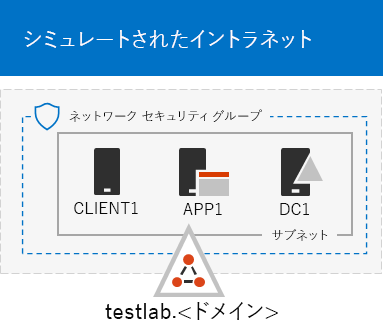 シミュレートされたイントラネット
ネットワーク セキュリティ グループ
CLIENT1
APP1
DC1
サブネット
testlab.<ドメイン>